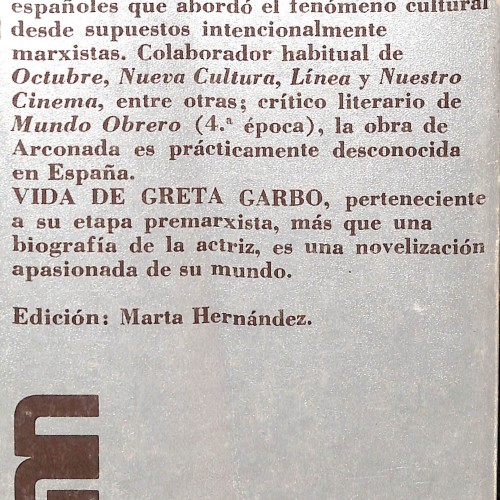 españoles que abordó el fenómeno cultural
desde supuestos intencionalmente
marxistas. Colaborador habitual de
Octubre, Nueva Cultura, Línea y Nuestro
Cinema, entre otras; crítico literario de
Mundo Obrero (4.ª época), la obra de
Arconada es prácticamente desconocida
en España.
VIDA DE GRETA GARBO, perteneciente
a su etapa premarxista, más que una
biografía de la actriz, es una novelización
apasionada de su mundo.
Edición: Marta Hernández.